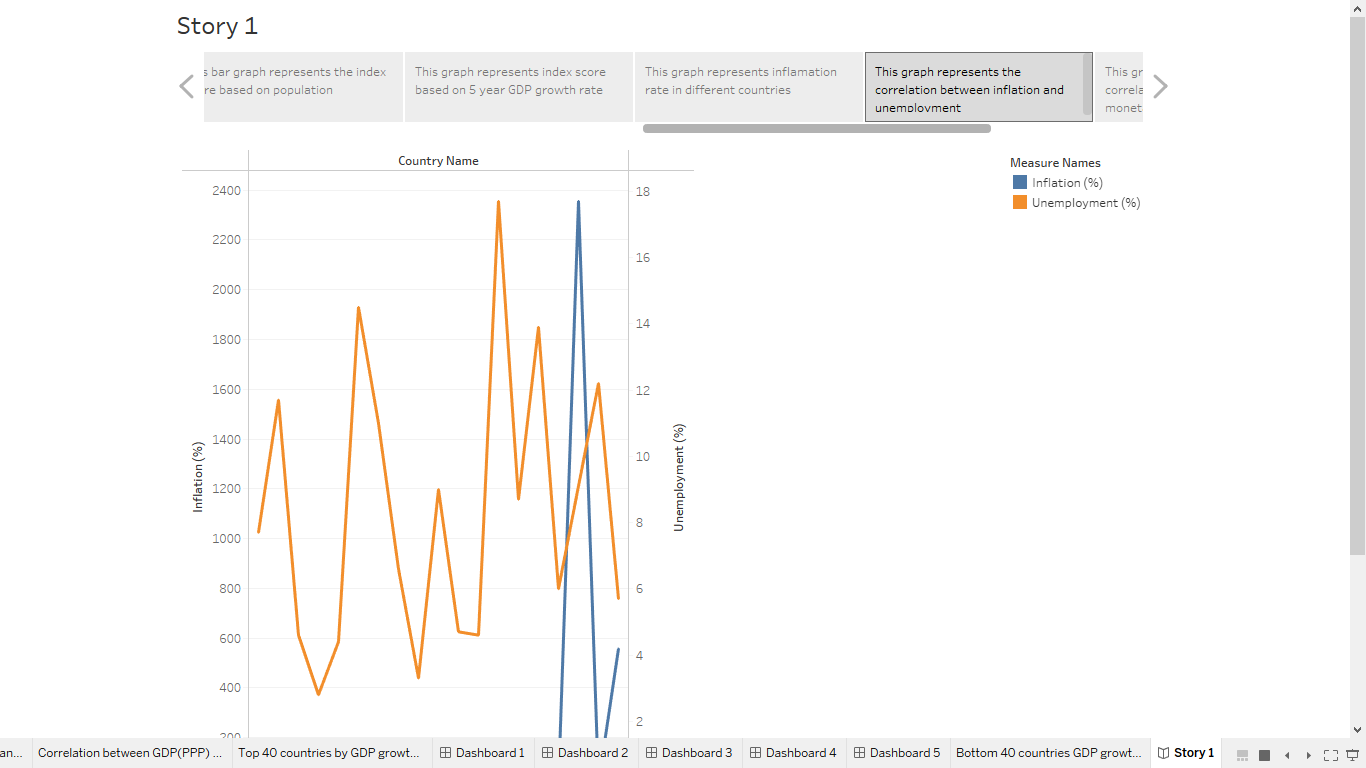 Story 1
s bar graph represents the index
re based on population
This graph represents index score
based on 5 year GDP growth rate
This graph represents inflamation
rate in different countries
This graph represents the
correlation between inflation and
unemployment
This gr
correla
monet
Country Name
Measure Names
Inflation (%)
Unemployment (%)
2400
2200
2000
1800
1600
1400
1200
1000
800
600
400
200
Inflation (%)
18
16
14
12
10
8
6
4
2
Unemployment (%)
an...
Correlation between GDP(PPP) ...
Top 40 countries by GDP growt...
Dashboard 1
Dashboard 2
Dashboard 3
Dashboard 4
Dashboard 5
Bottom 40 countries GDP growt...
Story 1